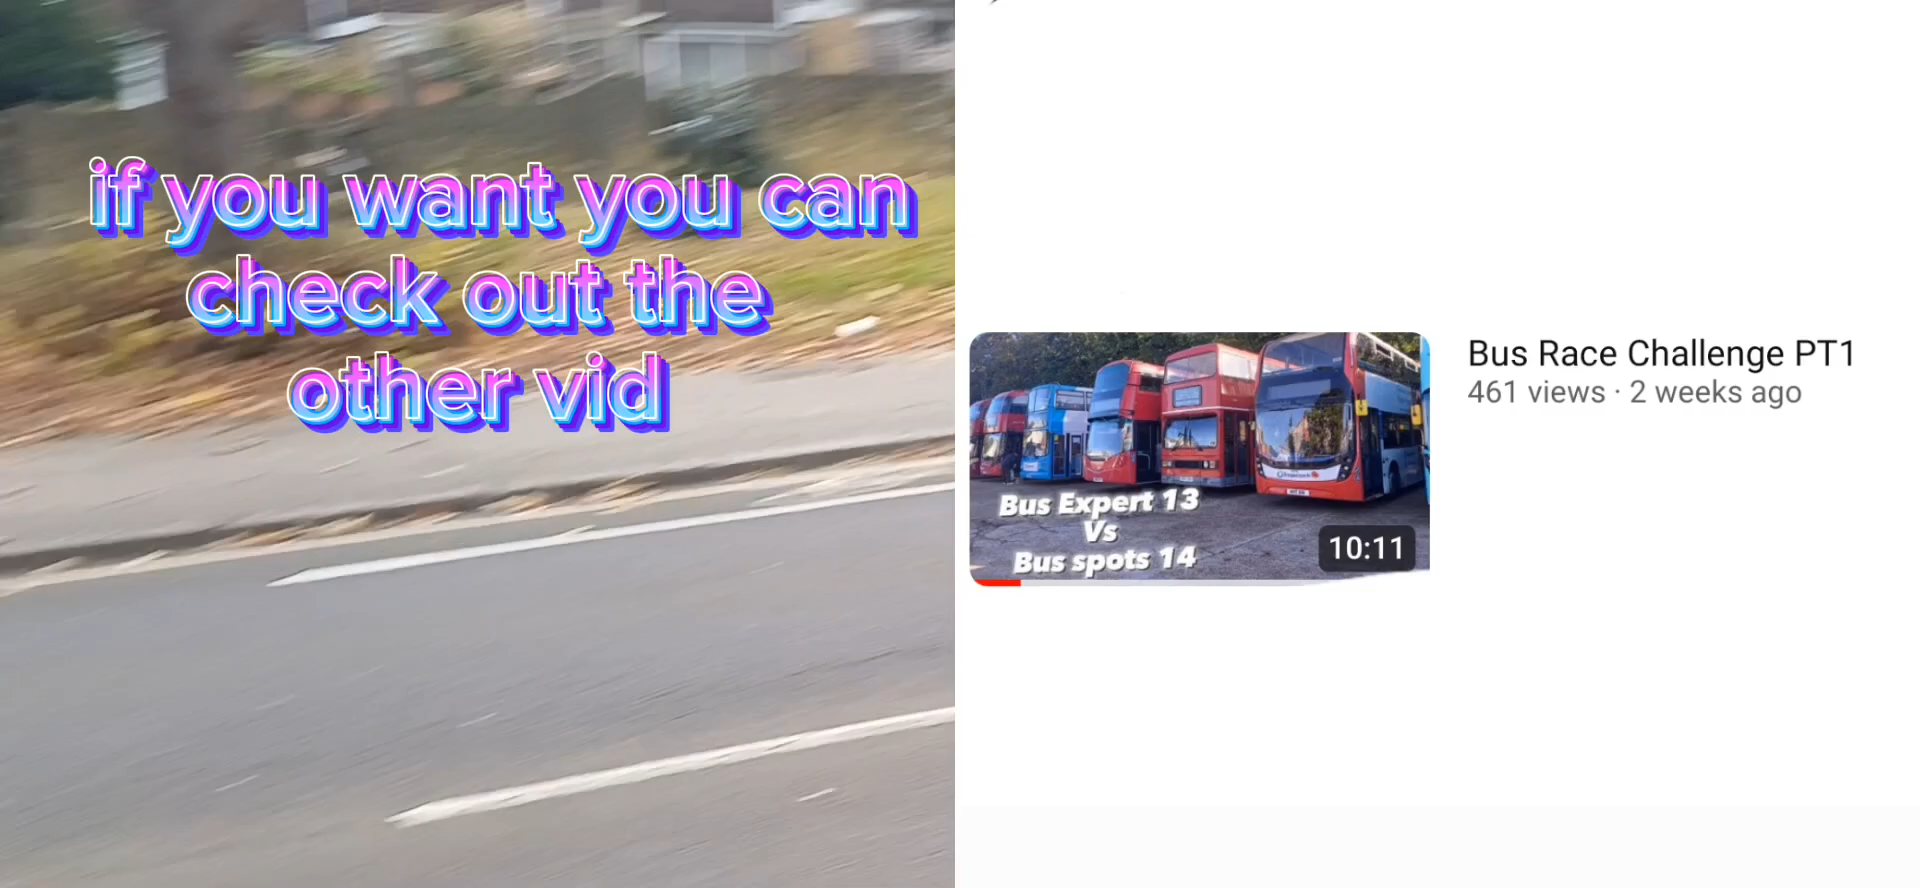 if you want you can
check out the
other vid
Bus Race Challenge PT1
461 views · 2 weeks ago
Bus Expert 13
Vs
Bus spots 14
10:11